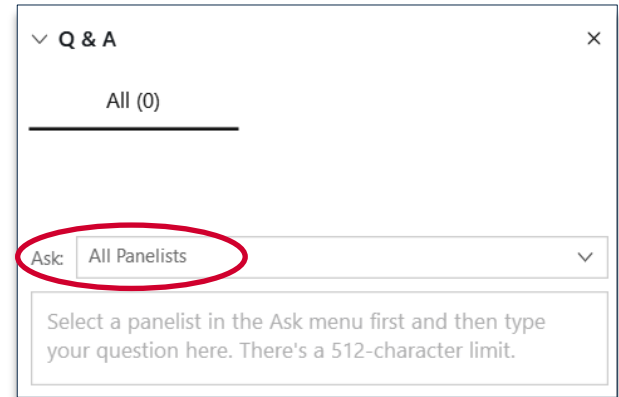 Q & A
All (0)
Ask: All Panelists
Select a panelist in the Ask menu first and then type
your question here. There's a 512-character limit.